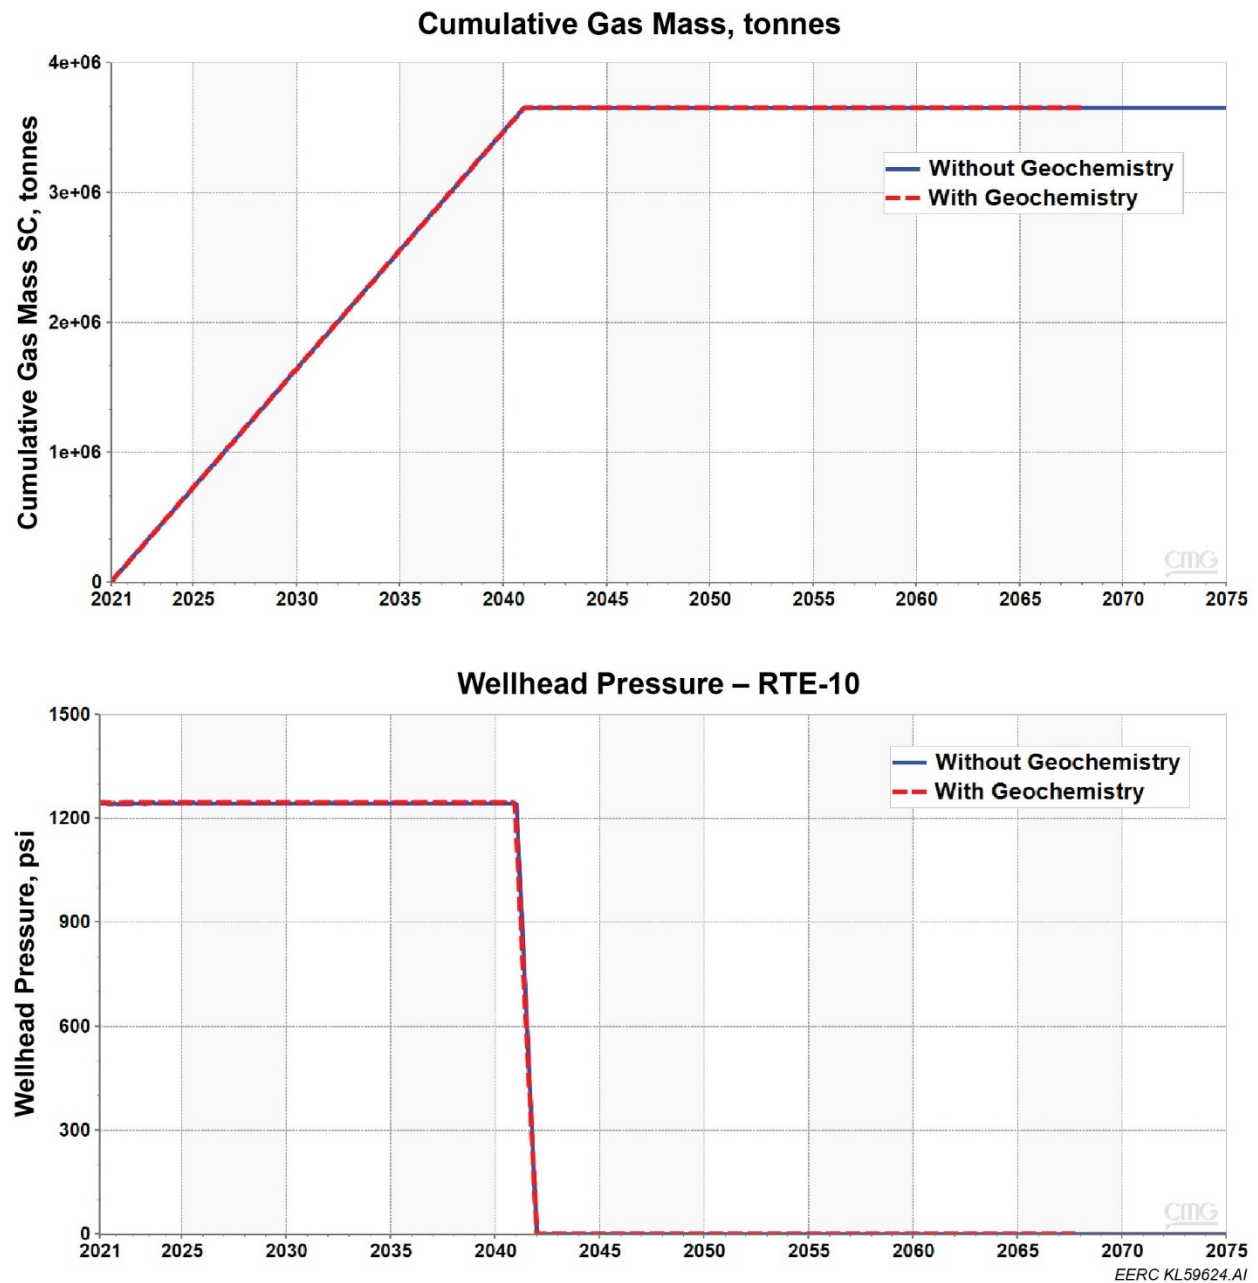 Cumulative Gas Mass, tonnes
Cumulative Gas Mass SC, tonnes
4e+06
3e+06
2e+06
1e+06
0
Without Geochemistry
With Geochemistry
CMG
2021 2025 2030 2035 2040 2045 2050 2055 2060 2065 2070 2075
Wellhead Pressure – RTE-10
Wellhead Pressure, psi
1500
1200
900
600
300
0
Without Geochemistry
With Geochemistry
CMG
2021 2025 2030 2035 2040 2045 2050 2055 2060 2065 2070 2075
EERC KL59624.AI